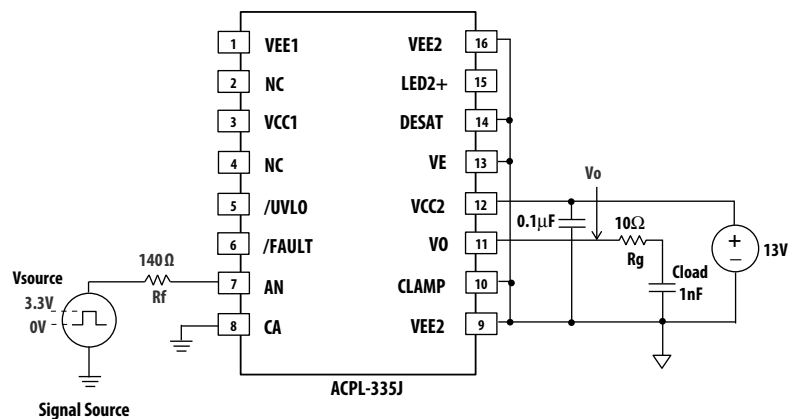 1 VEE1 VEE2 16
2 NC LED2+ 15
3 VCC1 DESAT 14
4 NC VE 13
Vo
5 /UVLO VCC2 12
0.1µF 10Ω
6 /FAULT VO 11
Rg
13V
140Ω
Rf
Vsource
7 AN CLAMP 10
Cload
1nF
3.3V
0V
8 CA VEE2 9
ACPL-335J
Signal Source